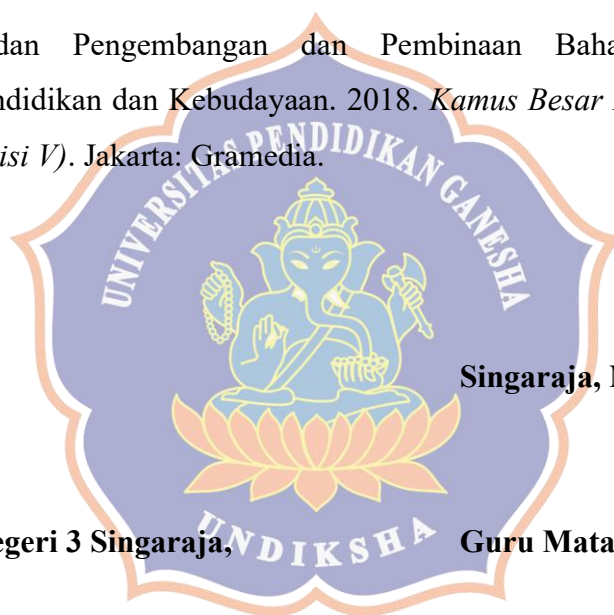 dan Pengembangan dan Pembinaan Baha
ndidikan dan Kebudayaan. 2018. Kamus Besar
isi V). Jakarta: Gramedia.
UNIVERSITAS PENDIDIKAN GANESHA
Singaraja,
egeri 3 Singaraja,
Guru Mata
UNDIKSHA